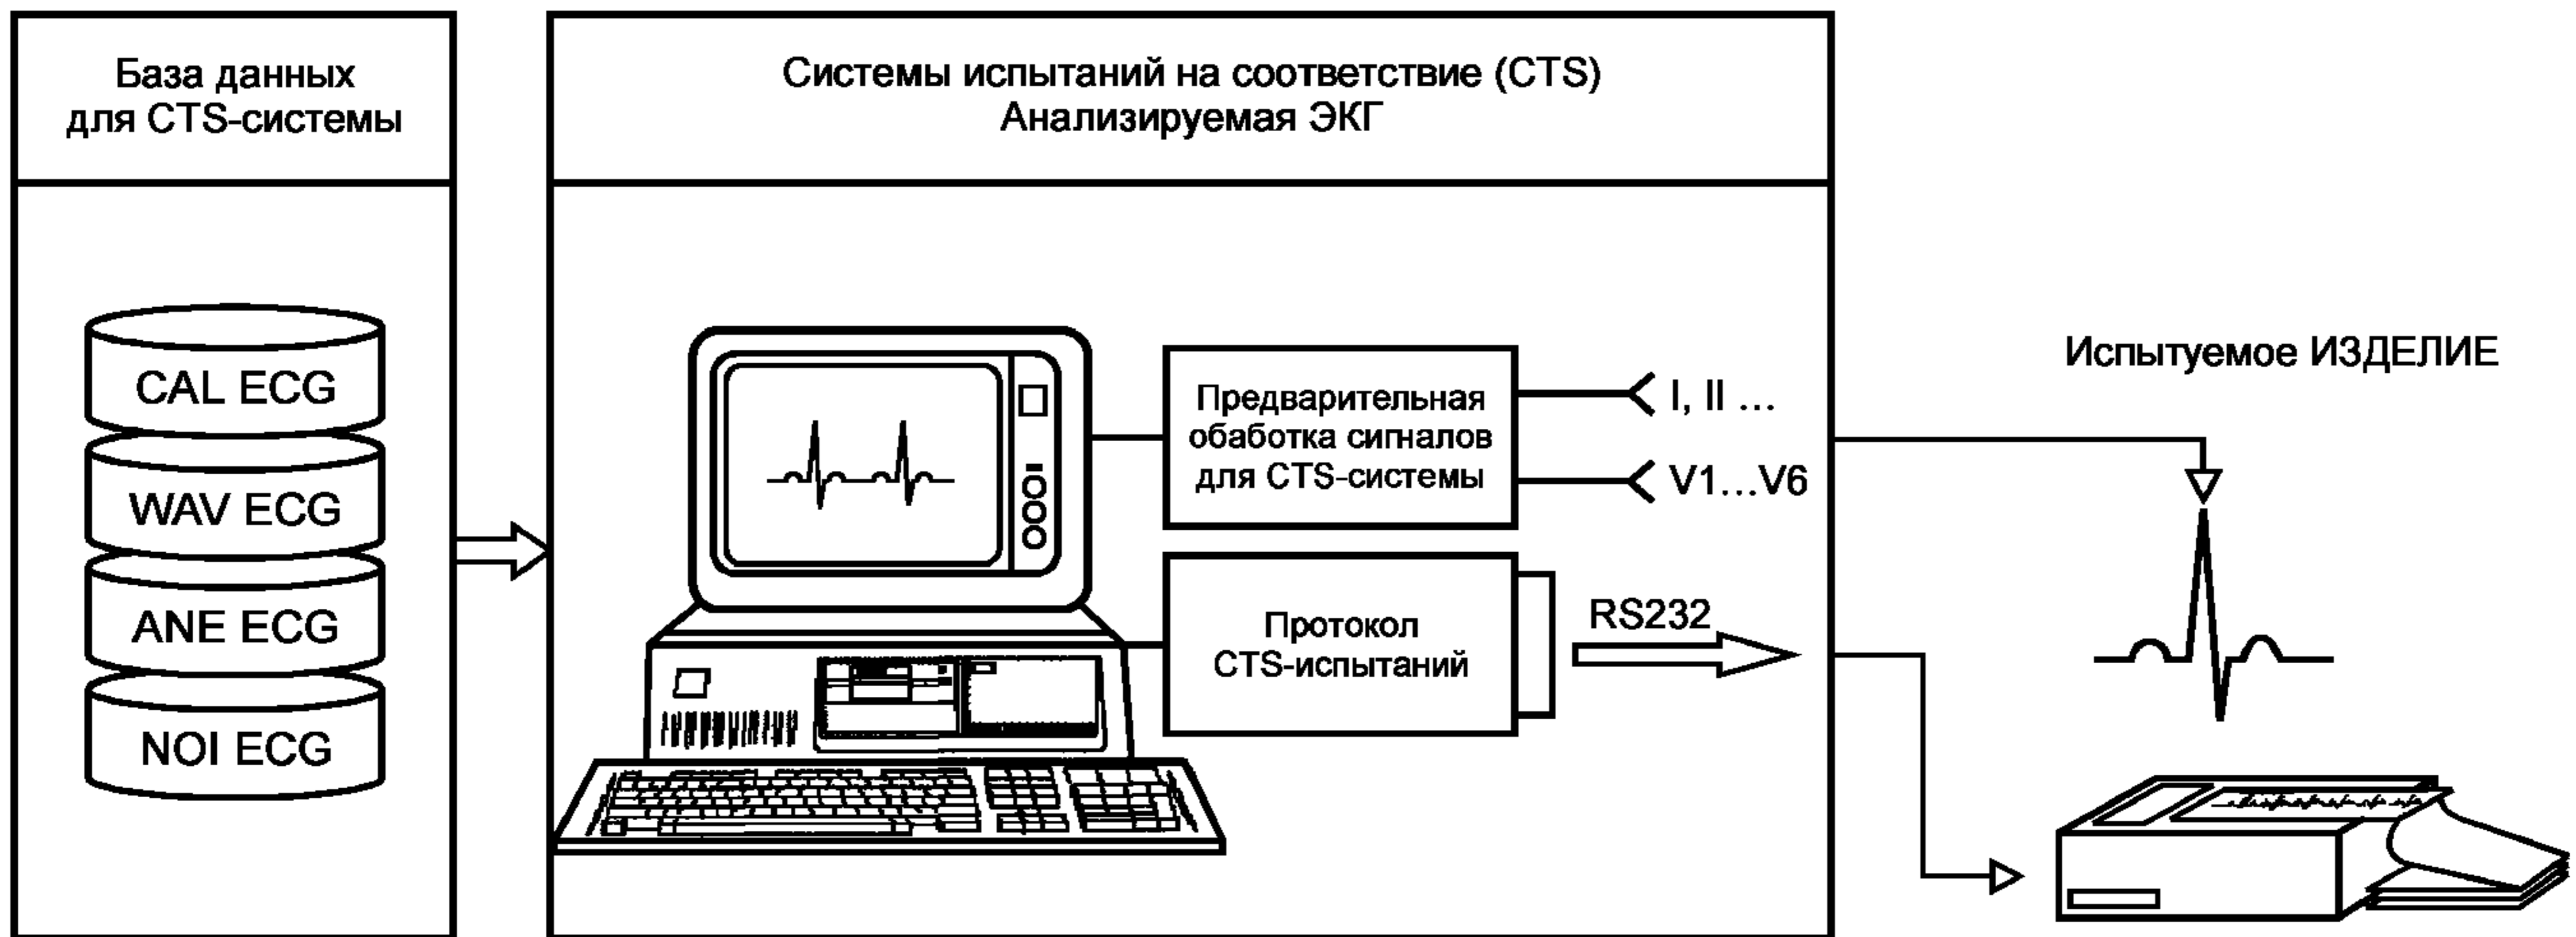 База данных
для CTS-системы
CAL ECG
WAV ECG
ANE ECG
NOI ECG
Системы испытаний на соответствие (CTS)
Анализируемая ЭКГ
Предварительная
обаботка сигналов
для CTS-системы
I, II ...
V1...V6
Протокол
CTS-испытаний
RS232
Испытуемое ИЗДЕЛИЕ